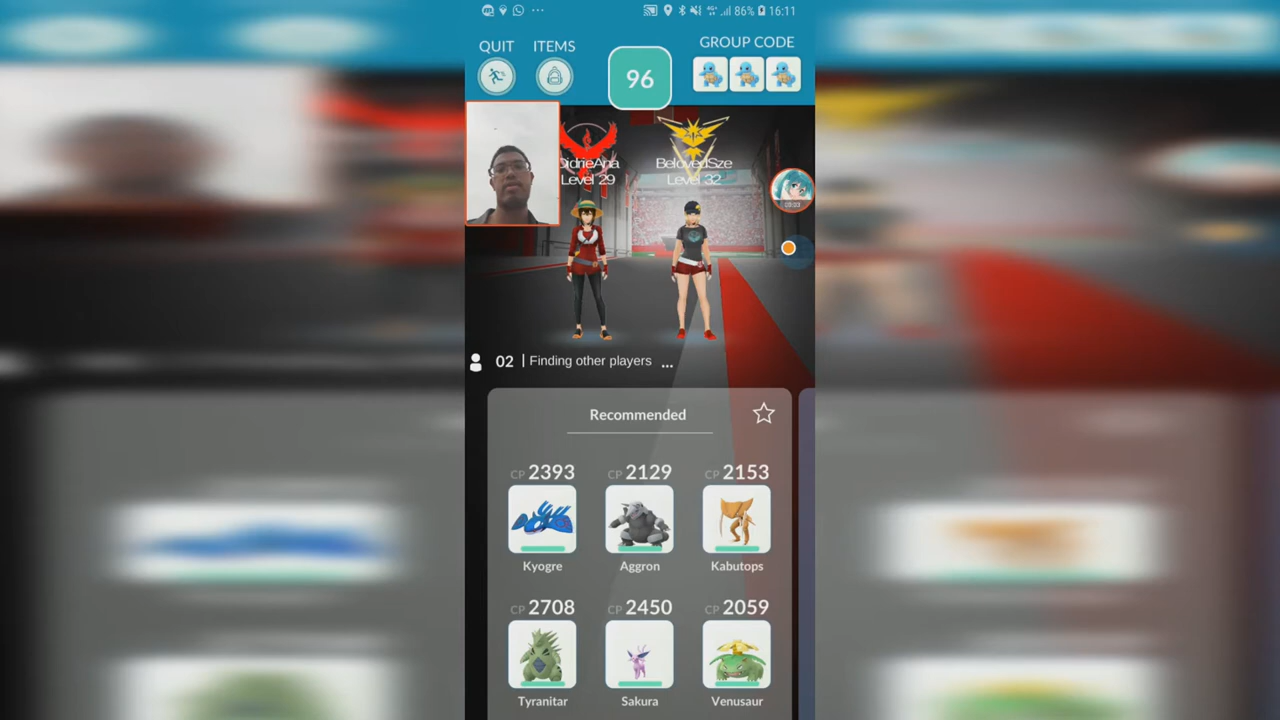 86% 16:11
QUIT ITEMS GROUP CODE
96
DidrieAna BelovedSze
Level 29 Level 32
02 | Finding other players ...
Recommended
CP 2393 CP 2129 CP 2153
Kyogre Aggron Kabutops
CP 2708 CP 2450 CP 2059
Tyranitar Sakura Venusaur